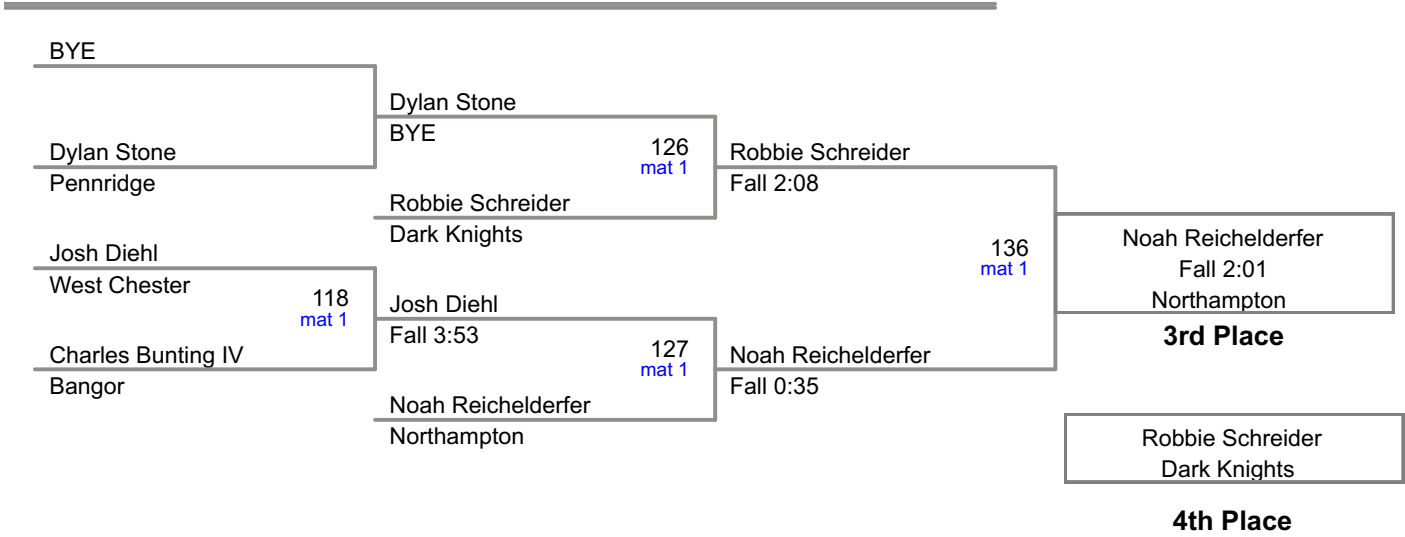 BYE
Dylan Stone
BYE
126
mat 1
Dylan Stone
Pennridge
Robbie Schreider
Fall 2:08
Robbie Schreider
Dark Knights
Josh Diehl
West Chester
118
mat 1
136
mat 1
Noah Reichelderfer
Fall 2:01
Northampton
3rd Place
Josh Diehl
Fall 3:53
Charles Bunting IV
Bangor
127
mat 1
Noah Reichelderfer
Fall 0:35
Noah Reichelderfer
Northampton
Robbie Schreider
Dark Knights
4th Place